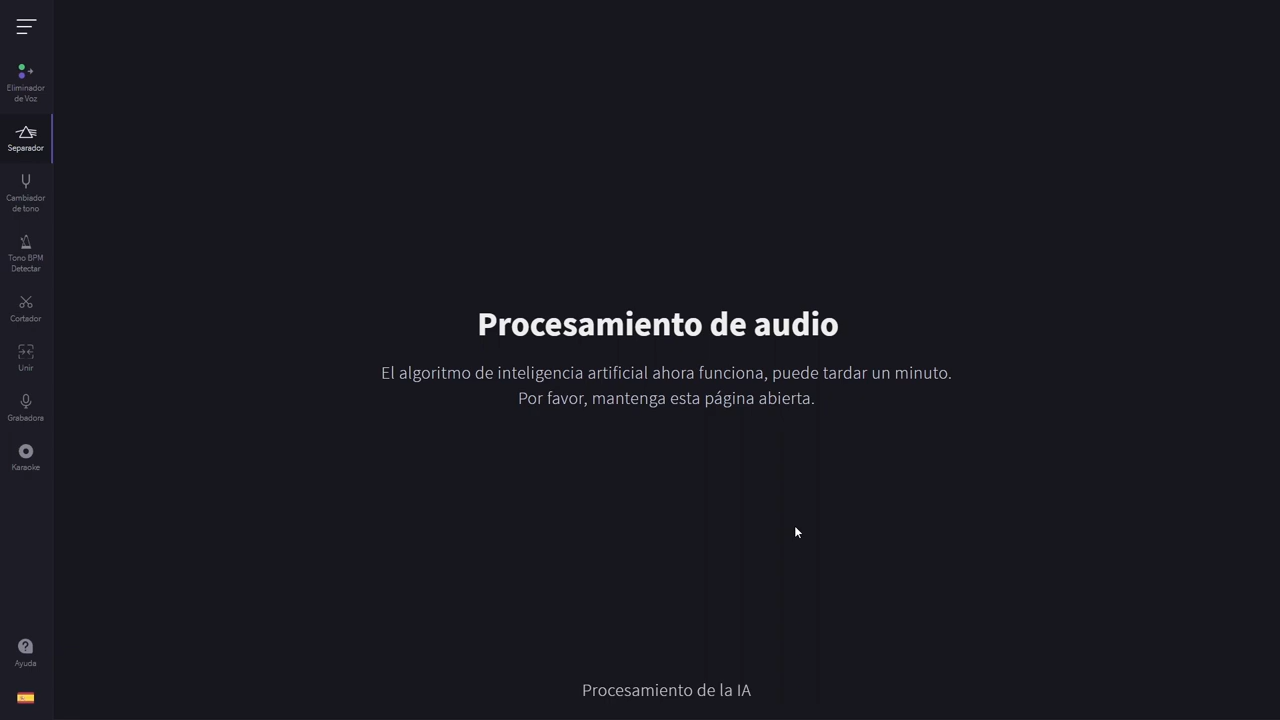 Eliminador
de Voz
Separador
Cambiador
de tono
Tono BPM
Detectar
Cortador
Unir
Grabadora
Karaoke
Ayuda
Procesamiento de audio
El algoritmo de inteligencia artificial ahora funciona, puede tardar un minuto.
Por favor, mantenga esta página abierta.
Procesamiento de la IA